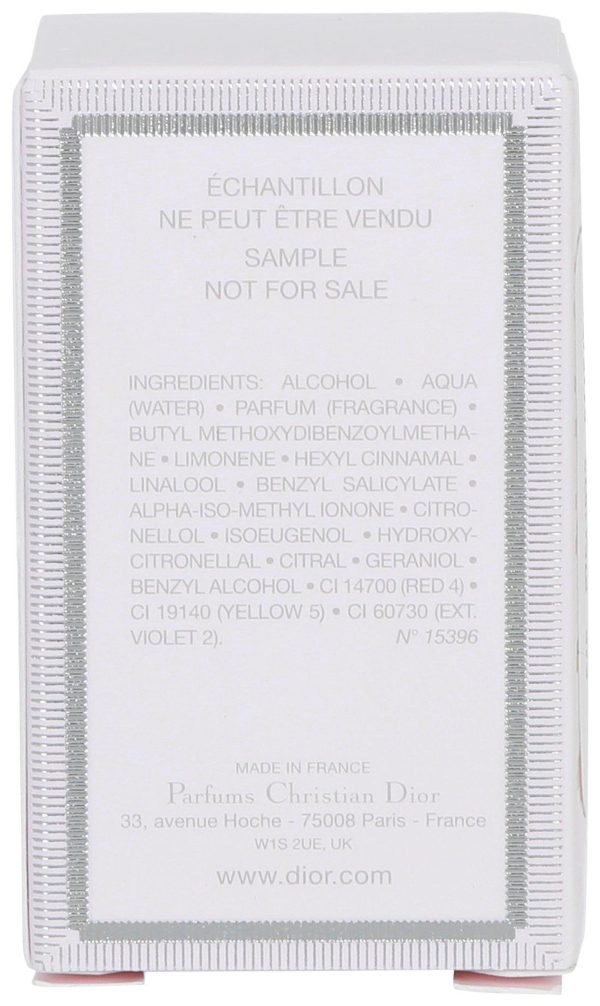 ÉCHANTILLON
NE PEUT ÊTRE VENDU
SAMPLE
NOT FOR SALE
INGREDIENTS: ALCOHOL • AQUA
(WATER) • PARFUM (FRAGRANCE) •
BUTYL METHOXYDIBENZOYLMETHA-
NE • LIMONENE • HEXYL CINNAMAL •
LINALOOL • BENZYL SALICYLATE •
ALPHA-ISO-METHYL IONONE • CITRO-
NELLOL • ISOEUGENOL • HYDROXY-
CITRONELLAL • CITRAL • GERANIOL •
BENZYL ALCOHOL • CI 14700 (RED 4) •
CI 19140 (YELLOW 5) • CI 60730 (EXT.
VIOLET 2). N° 15396
MADE IN FRANCE
Parfums Christian Dior
33, avenue Hoche - 75008 Paris - France
W1S 2UE, UK
www.dior.com